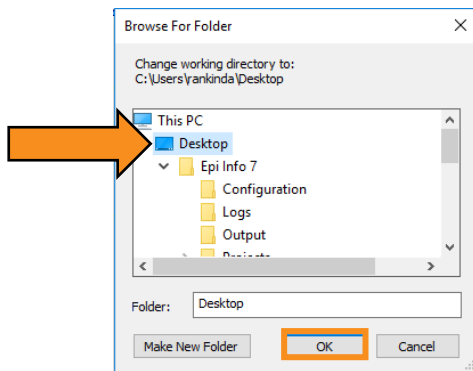 Browse For Folder
Change working directory to:
C:\Users\rankinda\Desktop
This PC
Desktop
Epi Info 7
Configuration
Logs
Output
Projects
Folder: Desktop
Make New Folder OK Cancel